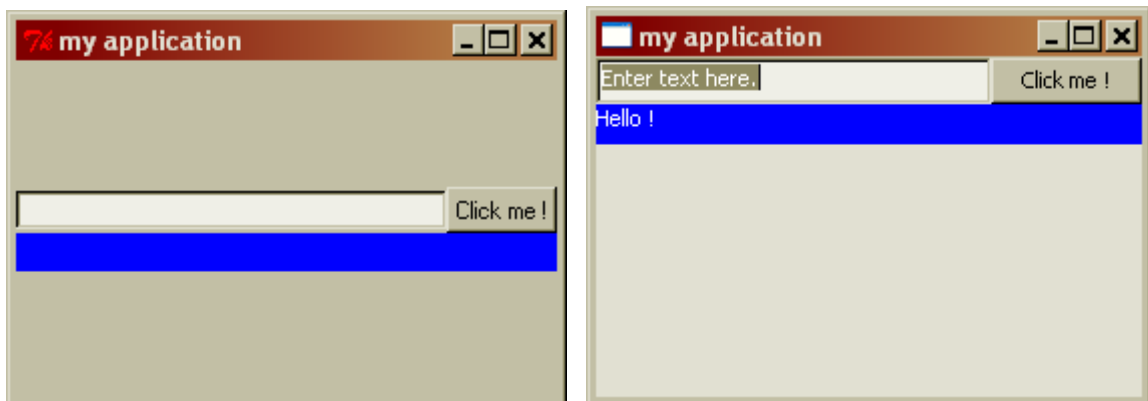 my application
Click me !
my application
Enter text here.
Click me !
Hello !